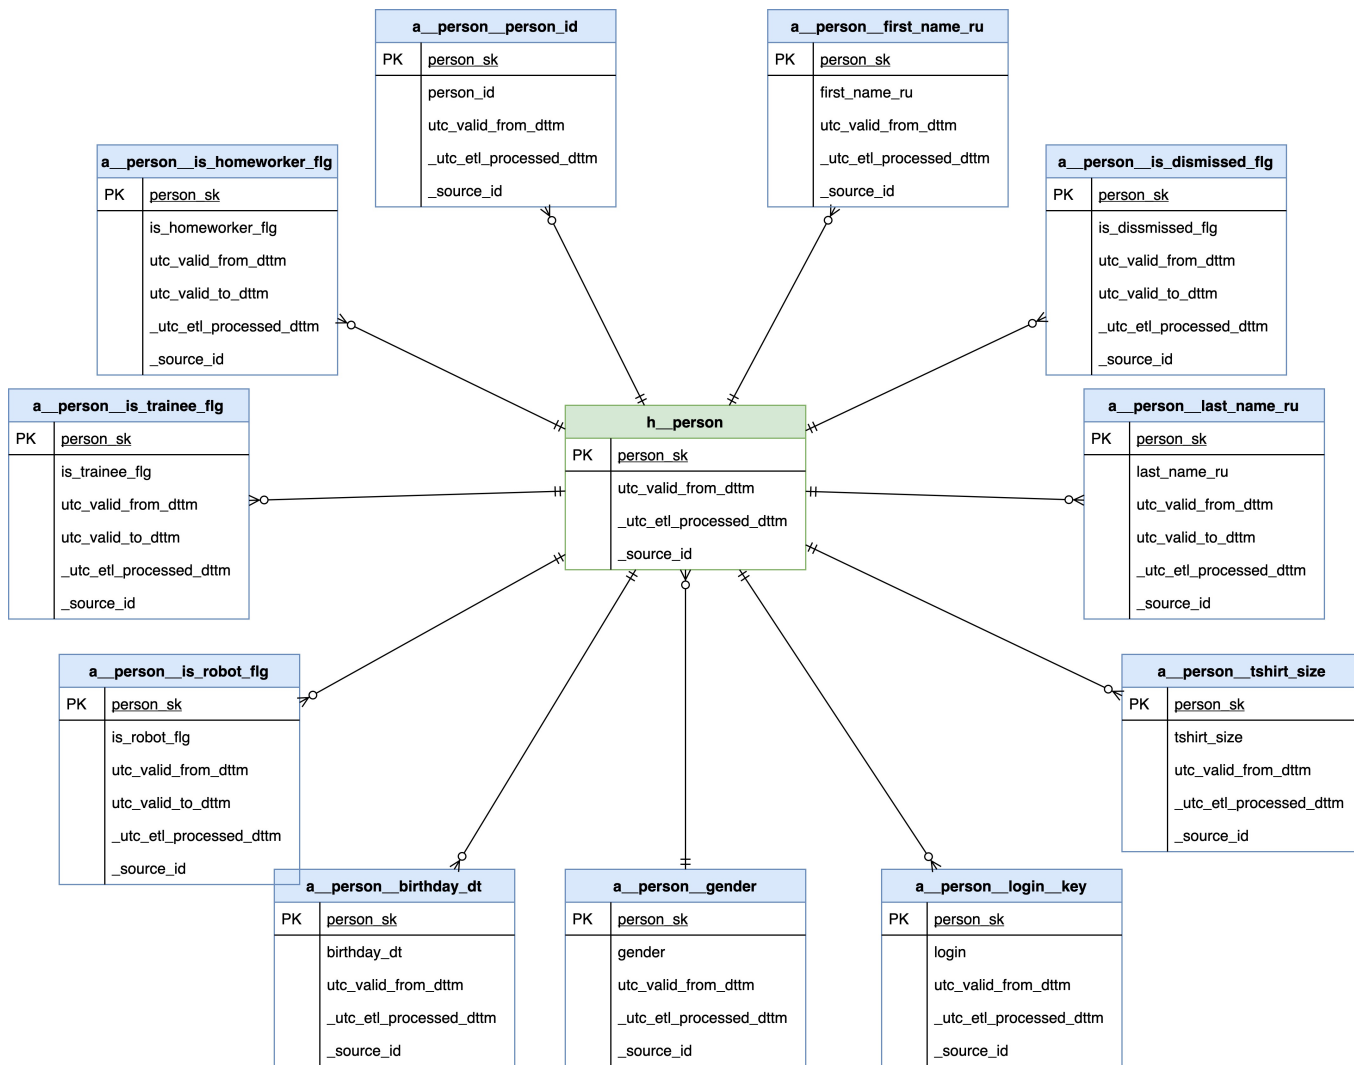 a__person__person_id
PK person_sk
person_id
utc_valid_from_dttm
_utc_etl_processed_dttm
_source_id
a__person__first_name_ru
PK person_sk
first_name_ru
utc_valid_from_dttm
_utc_etl_processed_dttm
_source_id
a__person__is_homeworker_flg
PK person_sk
is_homeworker_flg
utc_valid_from_dttm
utc_valid_to_dttm
_utc_etl_processed_dttm
_source_id
a__person__is_dismissed_flg
PK person_sk
is_dissmissed_flg
utc_valid_from_dttm
utc_valid_to_dttm
_utc_etl_processed_dttm
_source_id
a__person__is_trainee_flg
PK person_sk
is_trainee_flg
utc_valid_from_dttm
utc_valid_to_dttm
_utc_etl_processed_dttm
_source_id
h__person
PK person_sk
utc_valid_from_dttm
_utc_etl_processed_dttm
_source_id
a__person__last_name_ru
PK person_sk
last_name_ru
utc_valid_from_dttm
utc_valid_to_dttm
_utc_etl_processed_dttm
_source_id
a__person__is_robot_flg
PK person_sk
is_robot_flg
utc_valid_from_dttm
utc_valid_to_dttm
_utc_etl_processed_dttm
_source_id
a__person__tshirt_size
PK person_sk
tshirt_size
utc_valid_from_dttm
_utc_etl_processed_dttm
_source_id
a__person__birthday_dt
PK person_sk
birthday_dt
utc_valid_from_dttm
_utc_etl_processed_dttm
_source_id
a__person__gender
PK person_sk
gender
utc_valid_from_dttm
_utc_etl_processed_dttm
_source_id
a__person__login__key
PK person_sk
login
utc_valid_from_dttm
_utc_etl_processed_dttm
_source_id